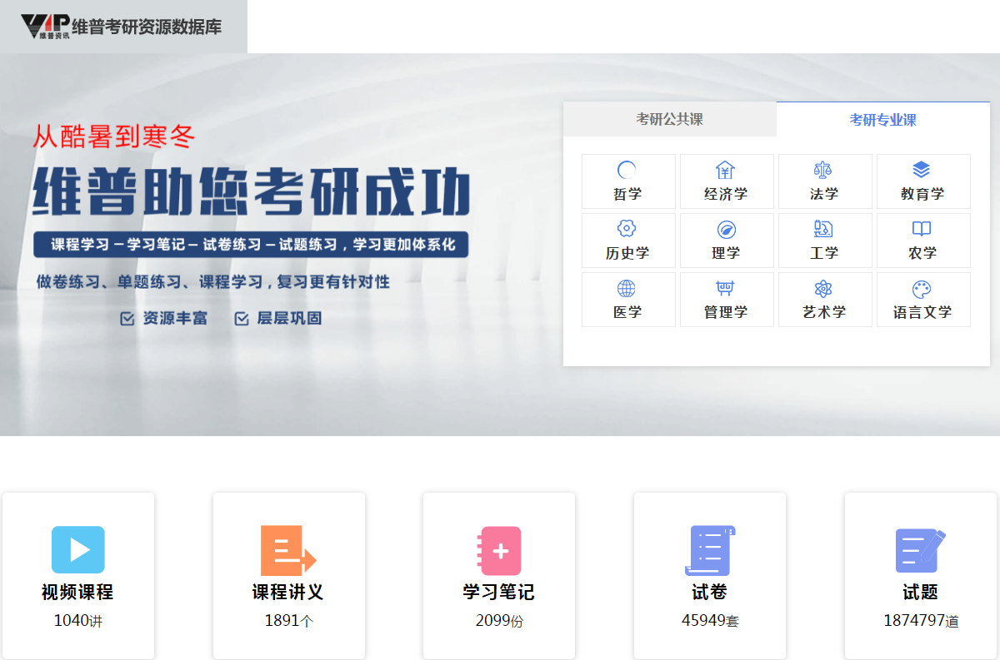 VIP 维普资讯 维普考研资源数据库
从酷暑到寒冬
维普助您考研成功
课程学习－学习笔记－试卷练习－试题练习，学习更加体系化
做卷练习、单题练习、课程学习，复习更有针对性
资源丰富 层层巩固
考研公共课 考研专业课
哲学 经济学 法学 教育学
历史学 理学 工学 农学
医学 管理学 艺术学 语言文学
视频课程 课程讲义 学习笔记 试卷 试题
1040讲 1891个 2099份 45949套 1874797道